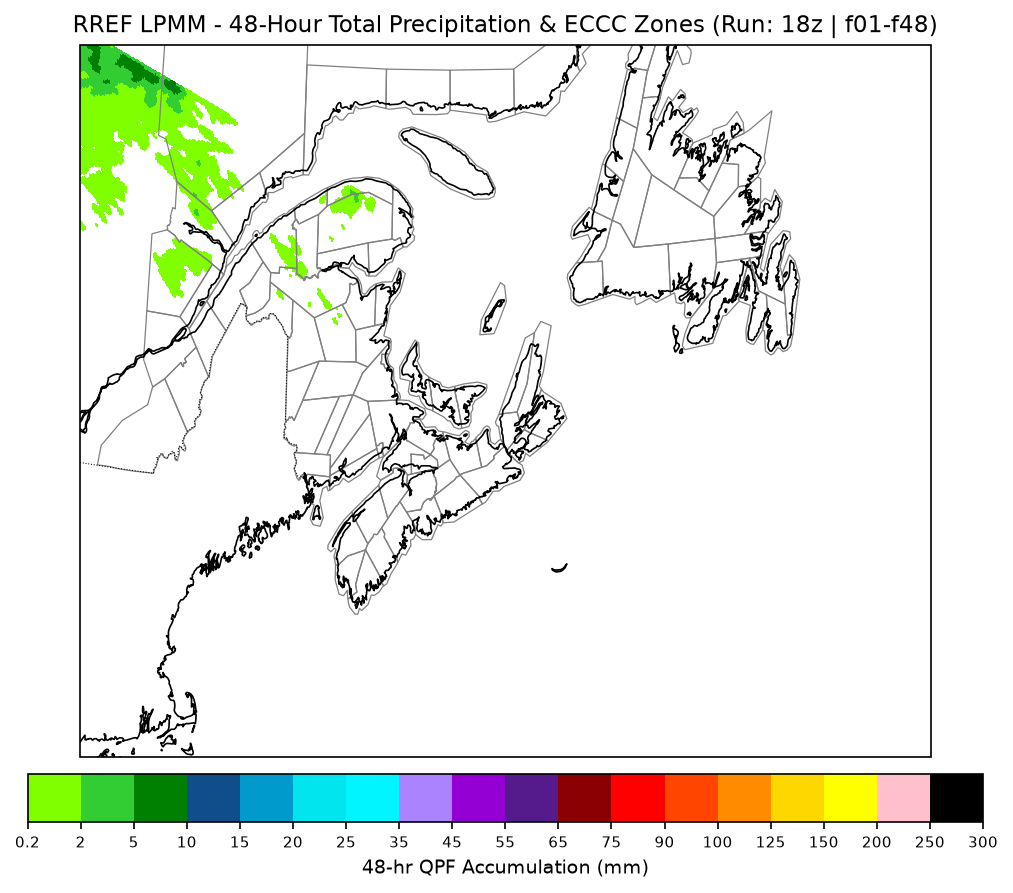 RREF LPMM - 48-Hour Total Precipitation & ECCC Zones (Run: 18z | f01-f48)
0.2 2 5 10 15 20 25 35 45 55 65 75 90 100 125 150 200 250 300
48-hr QPF Accumulation (mm)